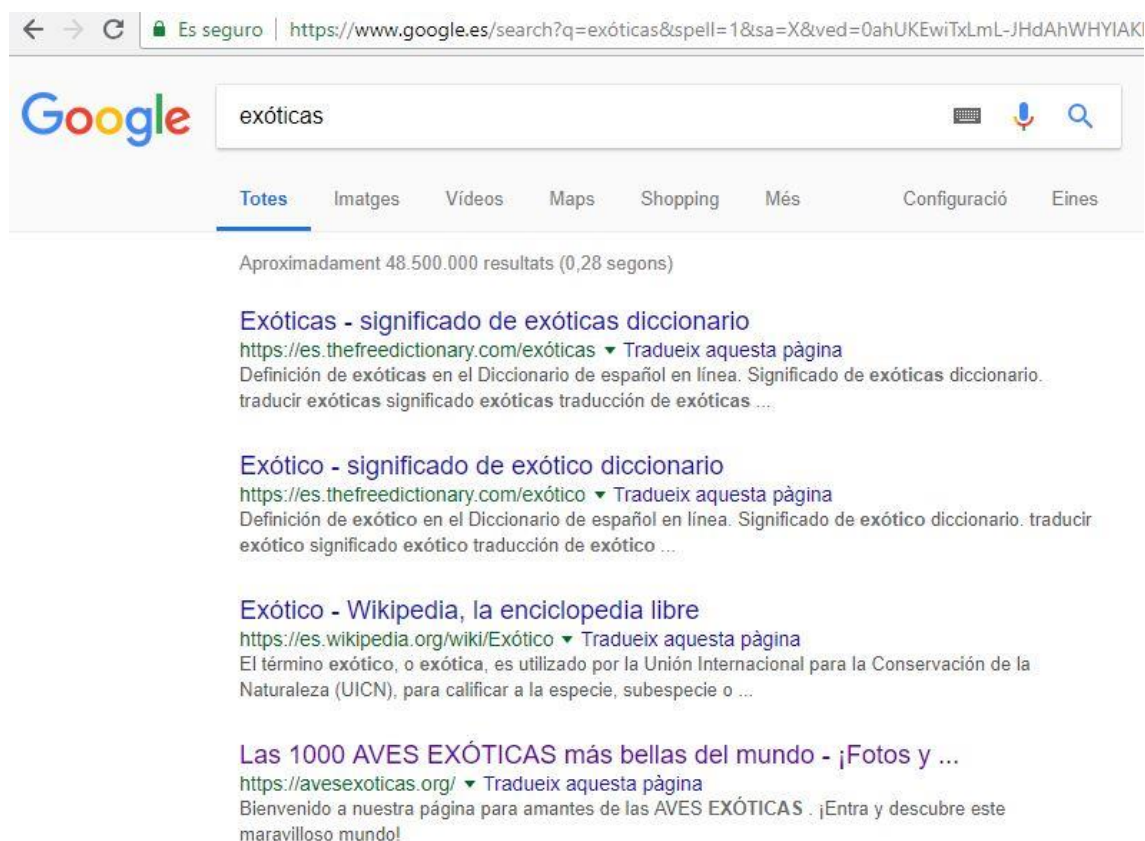 Es seguro https://www.google.es/search?q=exóticas&spell=1&sa=X&ved=0ahUKEwiTxLmL-JHdAhWHYIAK
Google exóticas
Totes Imatges Vídeos Maps Shopping Més Configuració Eines
Aproximadament 48.500.000 resultats (0,28 segons)
Exóticas - significado de exóticas diccionario
https://es.thefreedictionary.com/exóticas ▼ Tradueix aquesta pàgina
Definición de exóticas en el Diccionario de español en línea. Significado de exóticas diccionario.
traducir exóticas significado exóticas traducción de exóticas ...
Exótico - significado de exótico diccionario
https://es.thefreedictionary.com/exótico ▼ Tradueix aquesta pàgina
Definición de exótico en el Diccionario de español en línea. Significado de exótico diccionario. traducir
exótico significado exótico traducción de exótico ...
Exótico - Wikipedia, la enciclopedia libre
https://es.wikipedia.org/wiki/Exótico ▼ Tradueix aquesta pàgina
El término exótico, o exótica, es utilizado por la Unión Internacional para la Conservación de la
Naturaleza (UICN), para calificar a la especie, subespecie o ...
Las 1000 AVES EXÓTICAS más bellas del mundo - ¡Fotos y ...
https://avesexoticas.org/ ▼ Tradueix aquesta pàgina
Bienvenido a nuestra página para amantes de las AVES EXÓTICAS . ¡Entra y descubre este
maravilloso mundo!